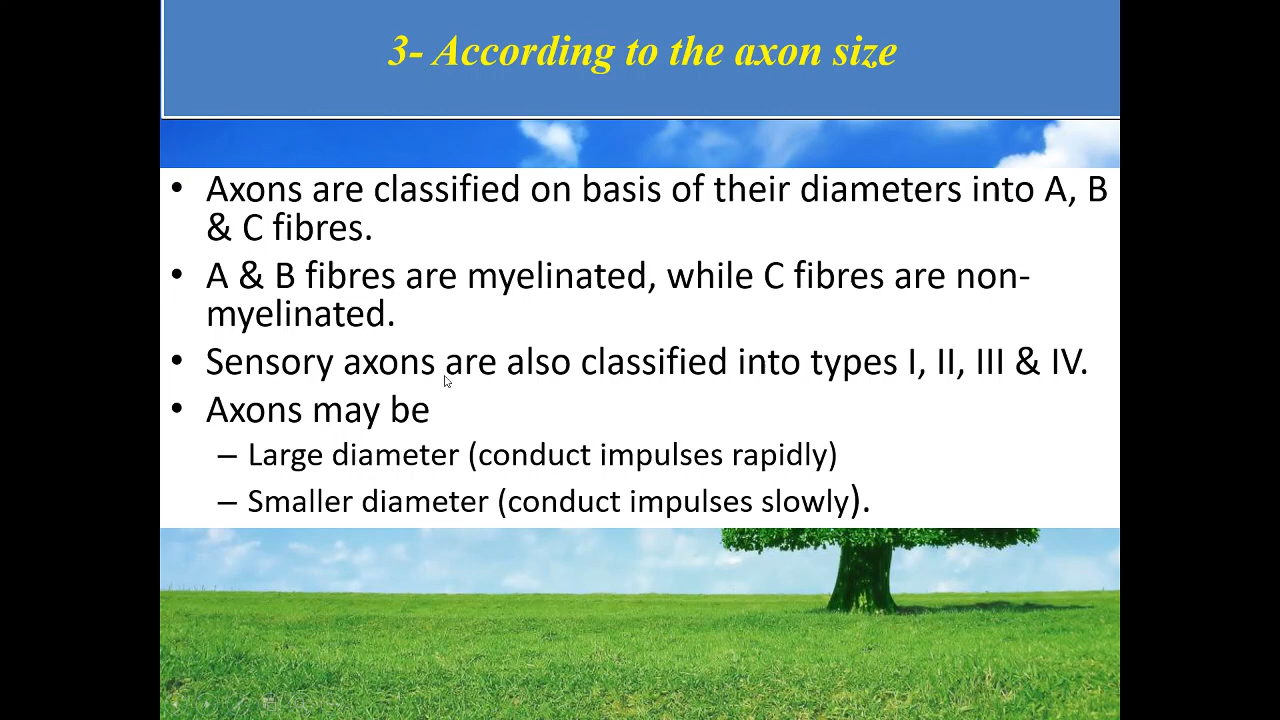 3- According to the axon size
• Axons are classified on basis of their diameters into A, B
& C fibres.
• A & B fibres are myelinated, while C fibres are non-
myelinated.
• Sensory axons are also classified into types I, II, III & IV.
• Axons may be
– Large diameter (conduct impulses rapidly)
– Smaller diameter (conduct impulses slowly).